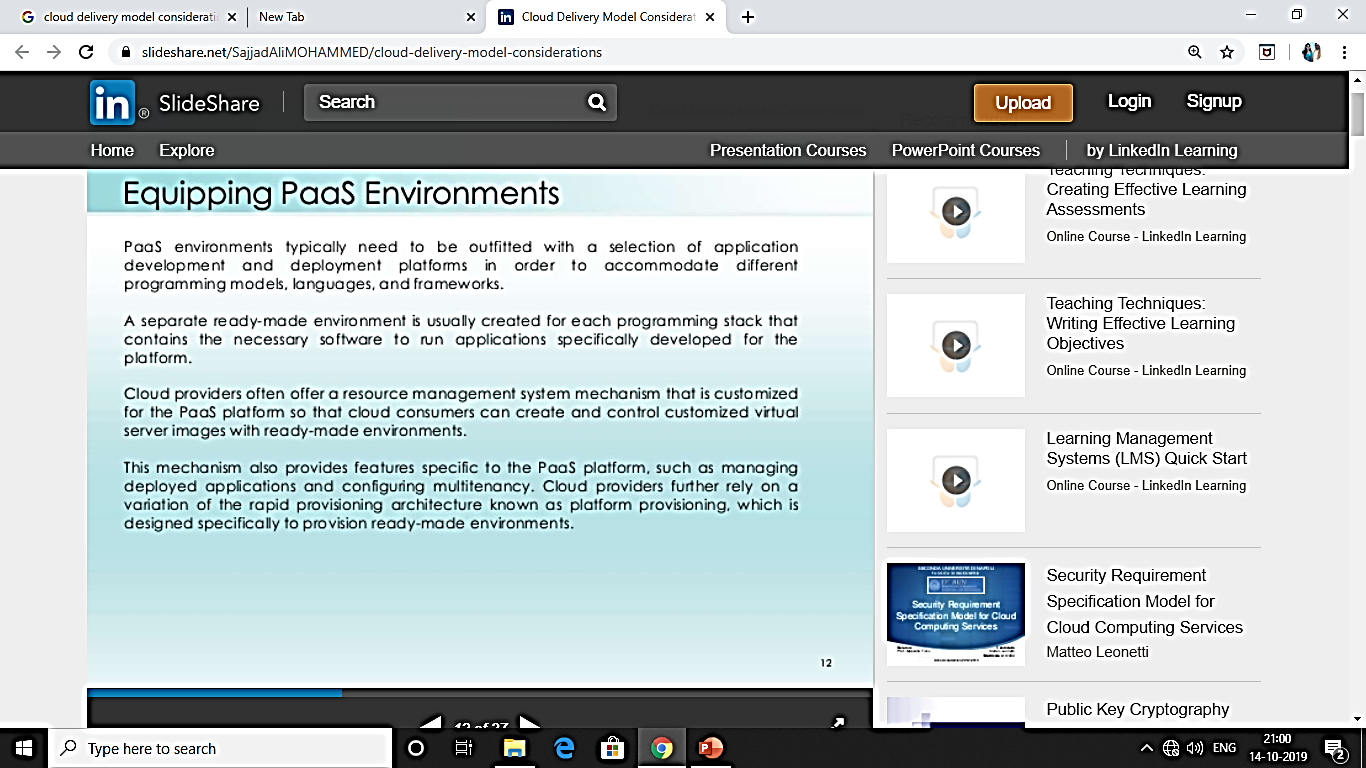 cloud delivery model considerati
New Tab
Cloud Delivery Model Considerat
slideshare.net/SajjadAliMOHAMMED/cloud-delivery-model-considerations
in ® SlideShare
Search
Upload
Login
Signup
Home
Explore
Presentation Courses
PowerPoint Courses
by LinkedIn Learning
Equipping PaaS Environments
PaaS environments typically need to be outfitted with a selection of application
development and deployment platforms in order to accommodate different
programming models, languages, and frameworks.
A separate ready-made environment is usually created for each programming stack that
contains the necessary software to run applications specifically developed for the
platform.
Cloud providers often offer a resource management system mechanism that is customized
for the PaaS platform so that cloud consumers can create and control customized virtual
server images with ready-made environments.
This mechanism also provides features specific to the PaaS platform, such as managing
deployed applications and configuring multitenancy. Cloud providers further rely on a
variation of the rapid provisioning architecture known as platform provisioning, which is
designed specifically to provision ready-made environments.
12
12 of 27
Teaching Techniques:
Creating Effective Learning
Assessments
Online Course - LinkedIn Learning
Teaching Techniques:
Writing Effective Learning
Objectives
Online Course - LinkedIn Learning
Learning Management
Systems (LMS) Quick Start
Online Course - LinkedIn Learning
Security Requirement
Specification Model for Cloud
Computing Services
Security Requirement
Specification Model for
Cloud Computing Services
Matteo Leonetti
Public Key Cryptography
Type here to search
ENG
21:00
14-10-2019
2